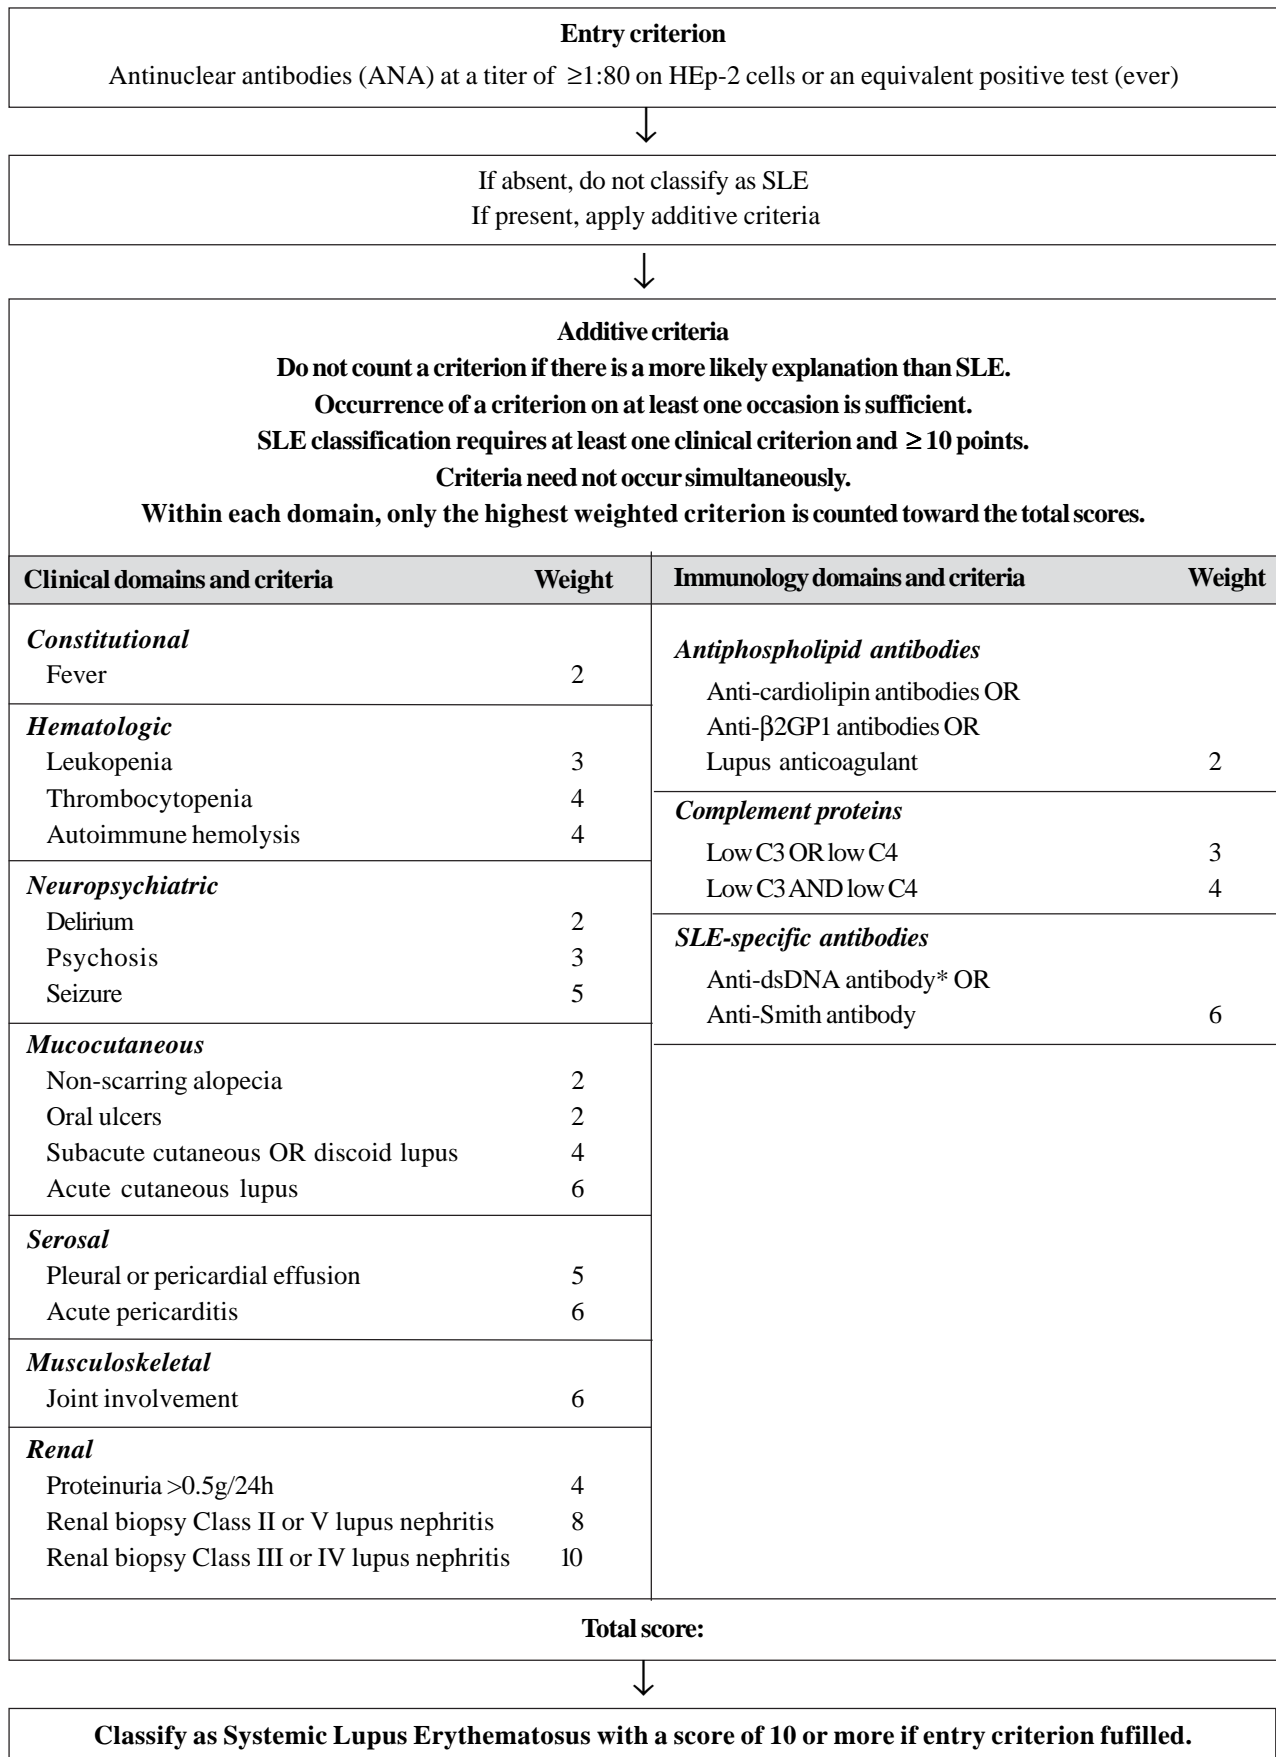 Entry criterion
Antinuclear antibodies (ANA) at a titer of ≥1:80 on HEp-2 cells or an equivalent positive test (ever)
If absent, do not classify as SLE
If present, apply additive criteria
Additive criteria
Do not count a criterion if there is a more likely explanation than SLE.
Occurrence of a criterion on at least one occasion is sufficient.
SLE classification requires at least one clinical criterion and ≥ 10 points.
Criteria need not occur simultaneously.
Within each domain, only the highest weighted criterion is counted toward the total scores.
Clinical domains and criteria Weight
Constitutional
Fever 2
Hematologic
Leukopenia 3
Thrombocytopenia 4
Autoimmune hemolysis 4
Neuropsychiatric
Delirium 2
Psychosis 3
Seizure 5
Mucocutaneous
Non-scarring alopecia 2
Oral ulcers 2
Subacute cutaneous OR discoid lupus 4
Acute cutaneous lupus 6
Serosal
Pleural or pericardial effusion 5
Acute pericarditis 6
Musculoskeletal
Joint involvement 6
Renal
Proteinuria >0.5g/24h 4
Renal biopsy Class II or V lupus nephritis 8
Renal biopsy Class III or IV lupus nephritis 10
Immunology domains and criteria Weight
Antiphospholipid antibodies
Anti-cardiolipin antibodies OR
Anti-β2GP1 antibodies OR
Lupus anticoagulant 2
Complement proteins
Low C3 OR low C4 3
Low C3 AND low C4 4
SLE-specific antibodies
Anti-dsDNA antibody* OR
Anti-Smith antibody 6
Total score:
Classify as Systemic Lupus Erythematosus with a score of 10 or more if entry criterion fufilled.